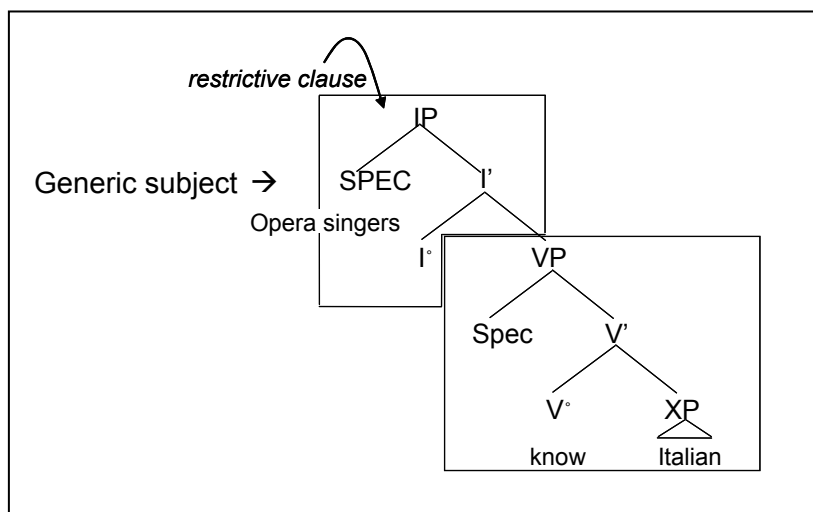 restrictive clause
IP
Generic subject → SPEC I’
Opera singers
I° VP
Spec V’
V° XP
know Italian